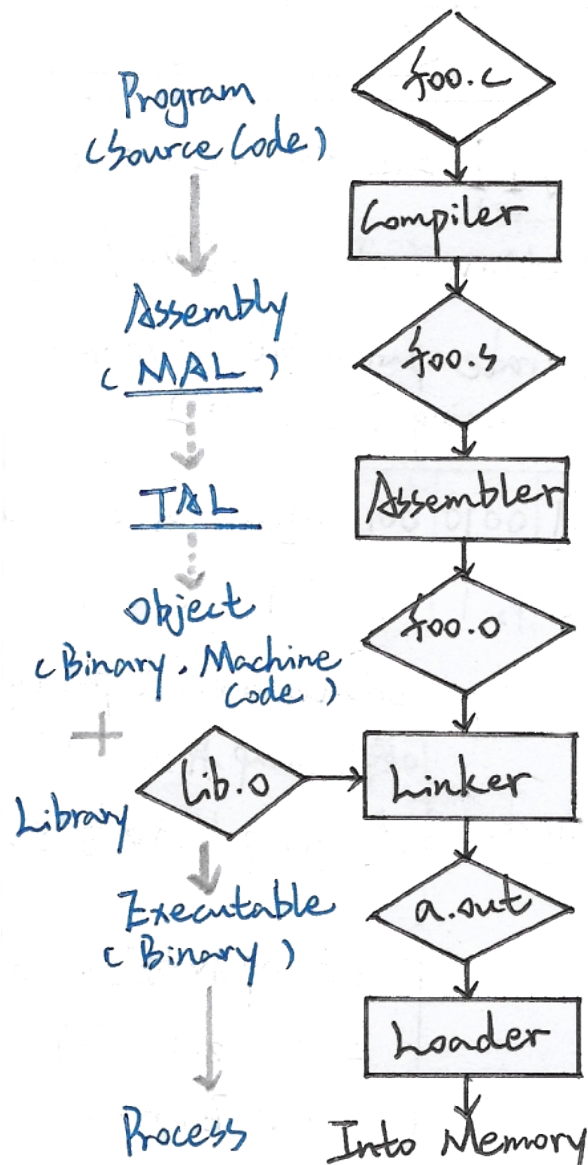 foo.c
Program
(Source Code)
Compiler
Assembly
(MAL)
foo.s
TAL
Assembler
Object
(Binary, Machine
Code)
foo.o
+
Library
lib.o
Linker
Executable
(Binary)
a.out
Loader
Process
Into Memory